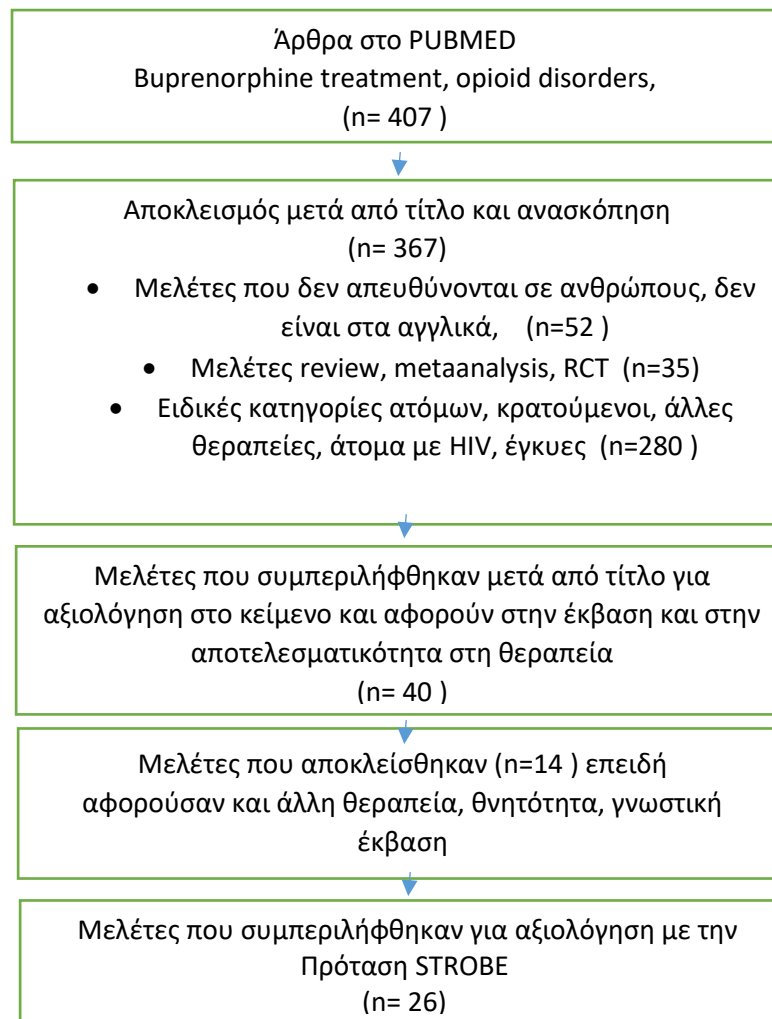 Άρθρα στο PUBMED
Buprenorphine treatment, opioid disorders,
(n= 407 )
Αποκλεισμός μετά από τίτλο και ανασκόπηση
(n= 367)
• Μελέτες που δεν απευθύνονται σε ανθρώπους, δεν
είναι στα αγγλικά, (n=52 )
• Μελέτες review, metaanalysis, RCT (n=35)
• Ειδικές κατηγορίες ατόμων, κρατούμενοι, άλλες
θεραπείες, άτομα με HIV, έγκυες (n=280 )
Μελέτες που συμπεριλήφθηκαν μετά από τίτλο για
αξιολόγηση στο κείμενο και αφορούν στην έκβαση και στην
αποτελεσματικότητα στη θεραπεία
(n= 40 )
Μελέτες που αποκλείσθηκαν (n=14 ) επειδή
αφορούσαν και άλλη θεραπεία, θνητότητα, γνωστική
έκβαση
Μελέτες που συμπεριλήφθηκαν για αξιολόγηση με την
Πρόταση STROBE
(n= 26)